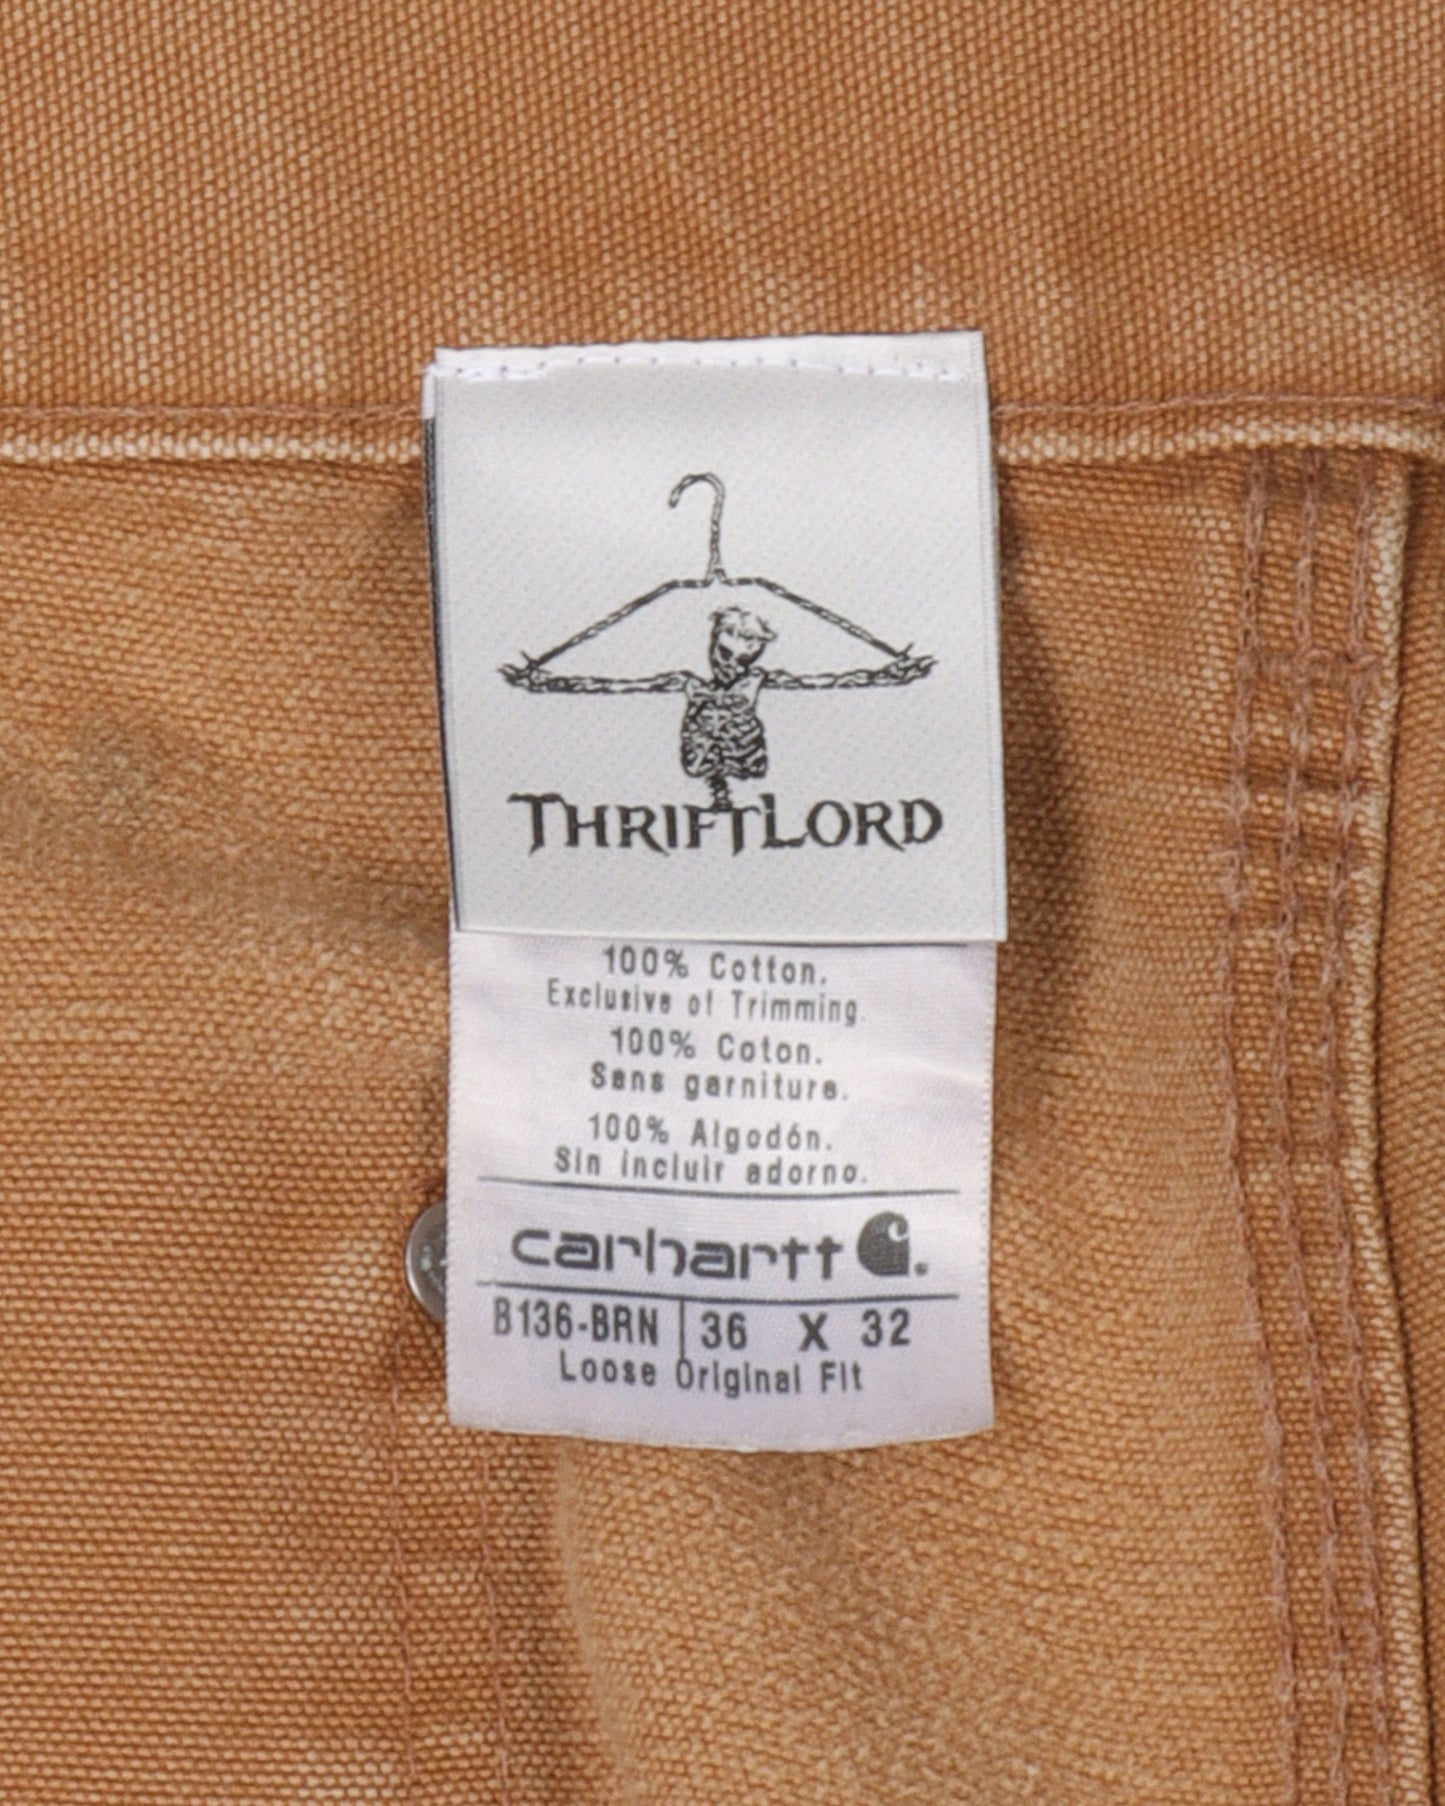 THRIFTLORD
100% Cotton.
Exclusive of Trimming.
100% Coton.
Sans garniture.
100% Algodón.
Sin incluir adorno.
carhartt
B136-BRN 36 X 32
Loose Original Fit